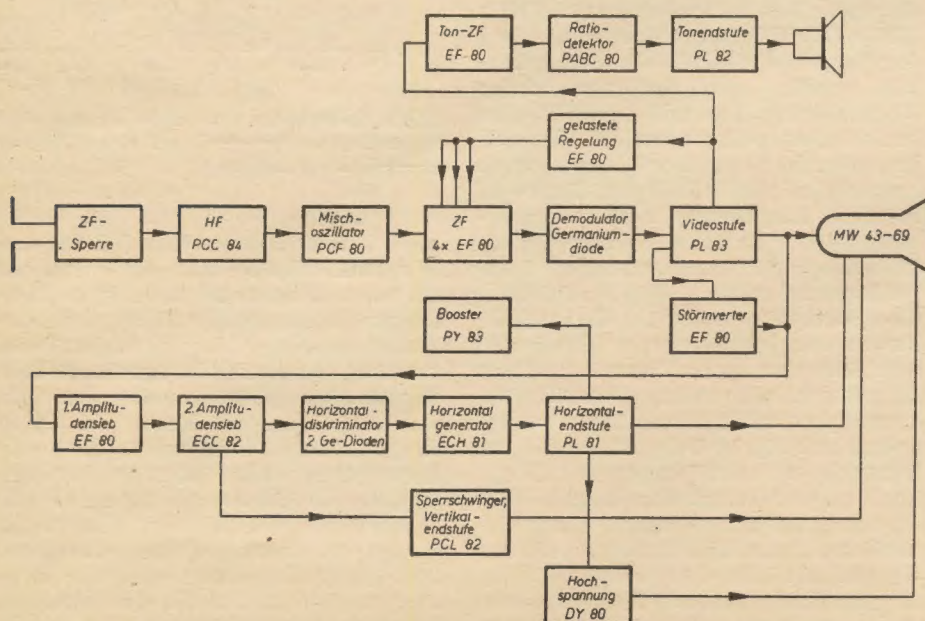 Ton-ZF
EF 80
Ratio-
detektor
PABC 80
Tonendstufe
PL 82
getastete
Regelung
EF 80
ZF-
Sperre
HF
PCC 84
Misch-
oszillator
PCF 80
ZF
4x EF 80
Demodulator
Germanium-
diode
Videostufe
PL 83
MW 43-69
Booster
PY 83
Störinverter
EF 80
1. Amplitu-
densieb
EF 80
2. Amplitu-
densieb
ECC 82
Horizontal-
diskriminator
2 Ge-Dioden
Horizontal
generator
ECH 81
Horizontal-
endstufe
PL 81
Sperrschwinger,
Vertikal-
endstufe
PCL 82
Hoch-
spannung
DY 80